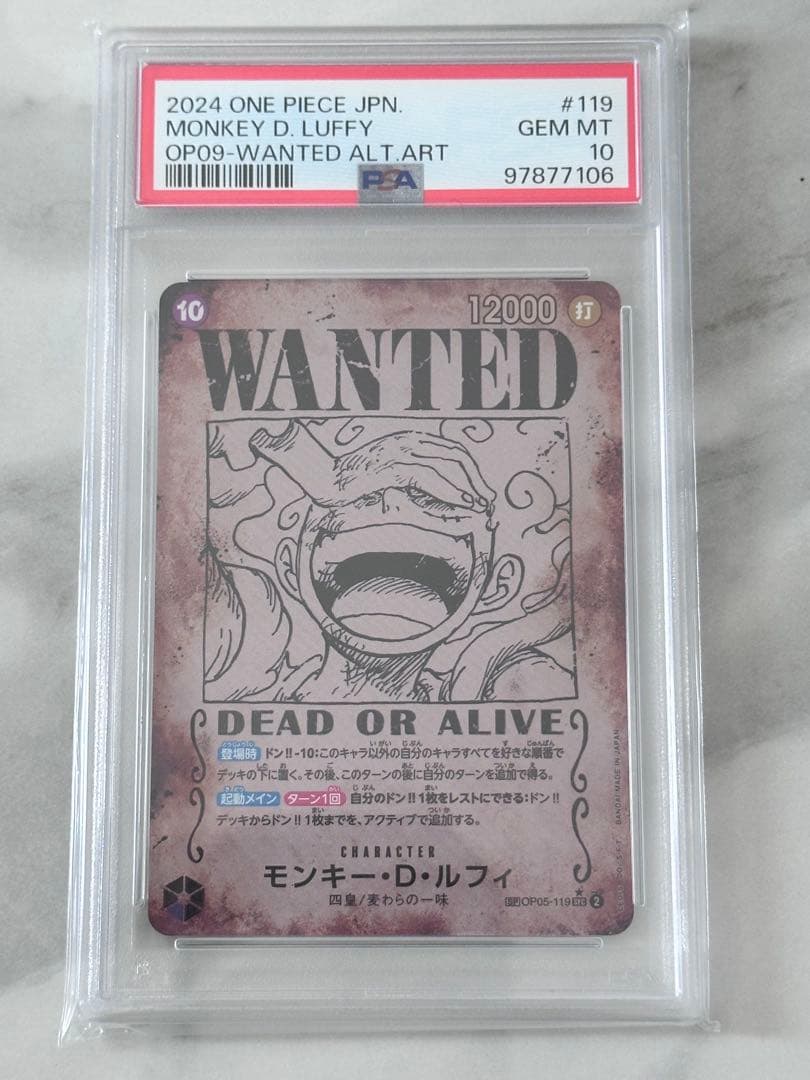 2024 ONE PIECE JPN. #119
MONKEY D. LUFFY GEM MT
OP09-WANTED ALT.ART 10
PSA 97877106
10 12000 打
WANTED
DEAD OR ALIVE
登場時 ドン!!-10:このキャラ以外の自分のキャラすべてを好きな順番で
デッキの下に置く。その後、このターンの後に自分のターンを追加で得る。
起動メイン ターン1回 自分のドン!!1枚をレストにできる:ドン!!
デッキからドン!!1枚までを、アクティブで追加する。
CHARACTER
モンキー・D・ルフィ
四皇/麦わらの一味
OP05-119 2
BANDAI MADE IN JAPAN